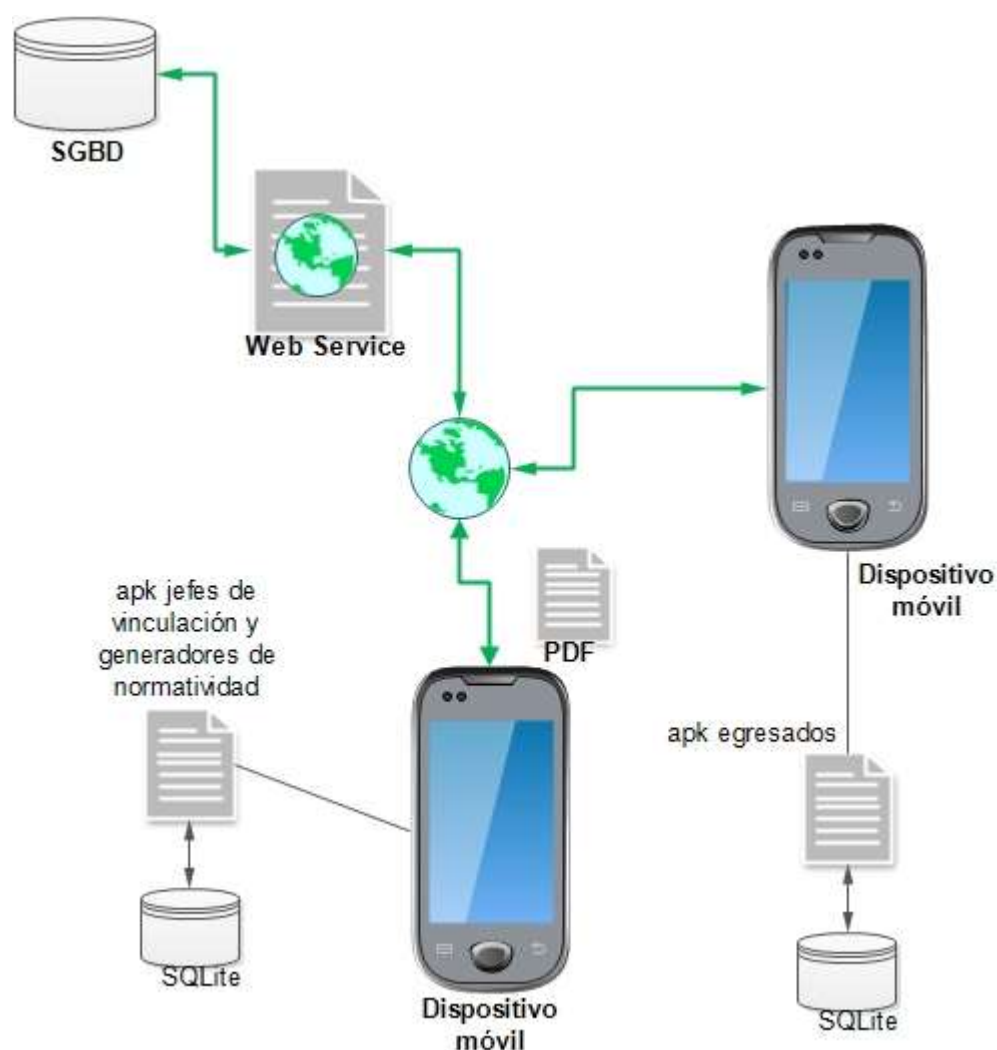 SGBD
Web Service
Dispositivo
móvil
PDF
apk jefes de
vinculación y
generadores de
normatividad
apk egresados
SQLite
Dispositivo
móvil
SQLite